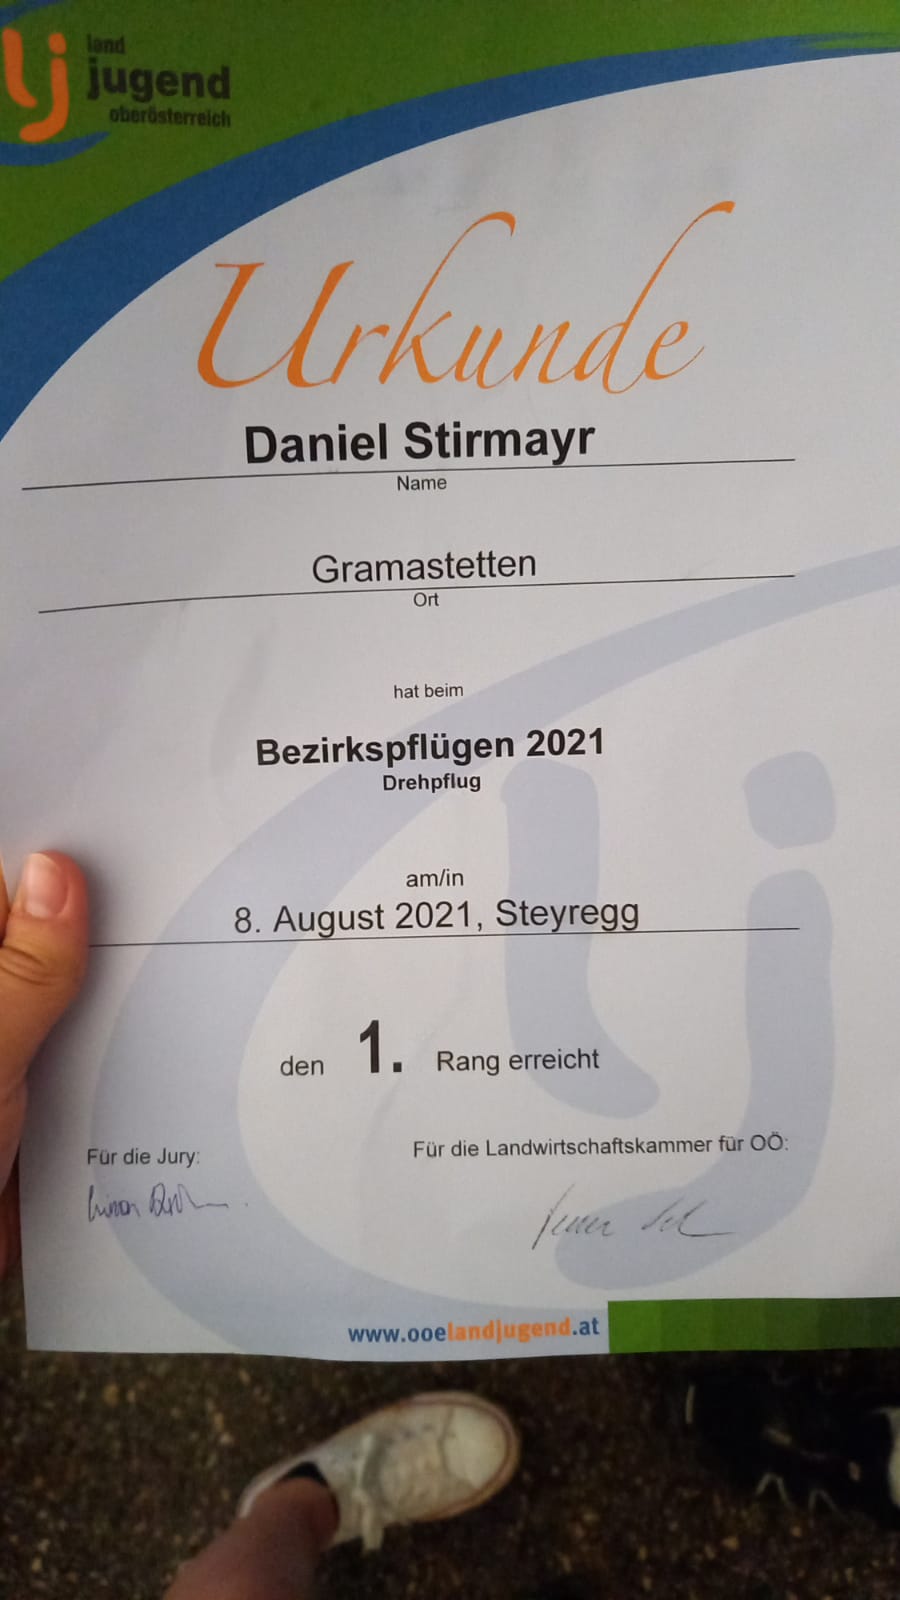 lj
land
jugend
oberösterreich
Urkunde
Daniel Stirmayr
Name
Gramastetten
Ort
hat beim
Bezirkspflügen 2021
Drehpflug
am/in
8. August 2021, Steyregg
den 1. Rang erreicht
Für die Jury: Für die Landwirtschaftskammer für OÖ:
www.ooelandjugend.at